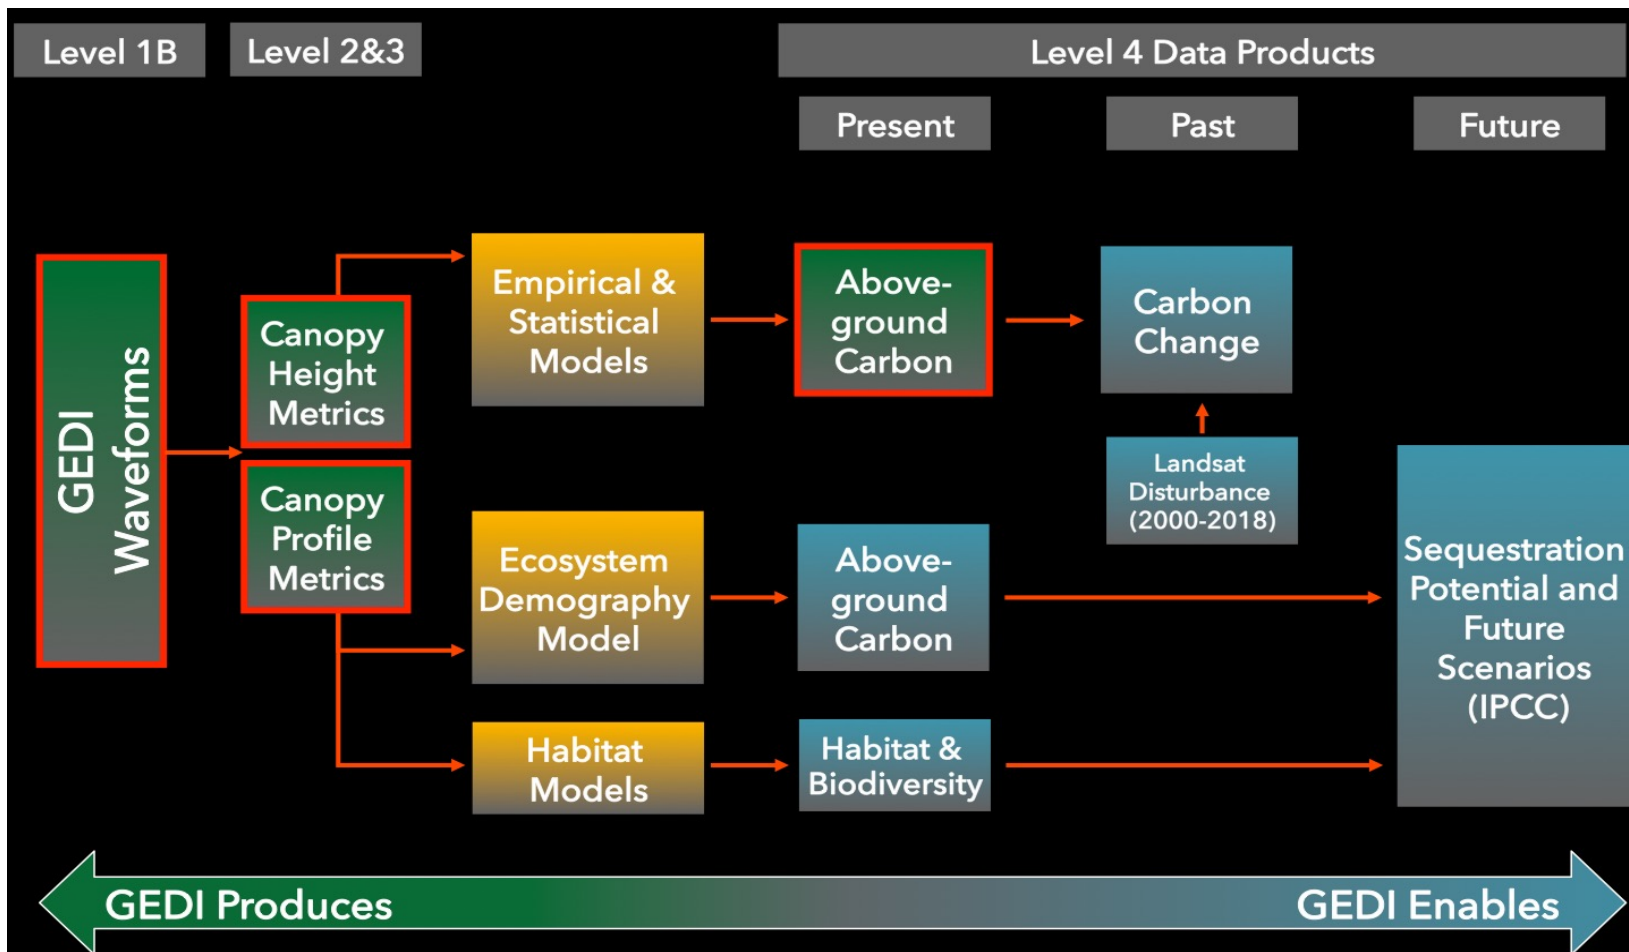 Level 1B
Level 2&3
Level 4 Data Products
Present
Past
Future
GEDI
Waveforms
Canopy
Height
Metrics
Canopy
Profile
Metrics
Empirical &
Statistical
Models
Ecosystem
Demography
Model
Habitat
Models
Above-
ground
Carbon
Above-
ground
Carbon
Habitat &
Biodiversity
Carbon
Change
Landsat
Disturbance
(2000-2018)
Sequestration
Potential and
Future
Scenarios
(IPCC)
GEDI Produces
GEDI Enables